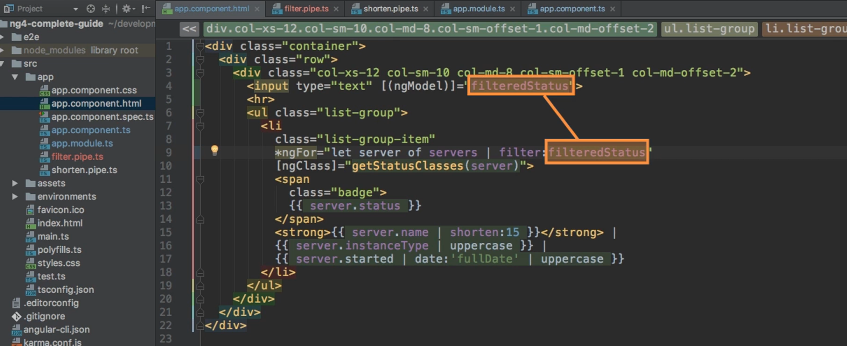 Project
app.component.html
filter.pipe.ts
shorten.pipe.ts
app.module.ts
app.component.ts
<<
div.col-xs-12.col-sm-10.col-md-8.col-sm-offset-1.col-md-offset-2
ul.list-group
li.list-grou
ng4-complete-guide ~/developm
e2e
node_modules library root
src
app
app.component.css
app.component.html
app.component.spec.ts
app.component.ts
app.module.ts
filter.pipe.ts
shorten.pipe.ts
assets
environments
favicon.ico
index.html
main.ts
polyfills.ts
styles.css
test.ts
tsconfig.json
.editorconfig
.gitignore
angular-cli.json
karma.conf.js
1 <div class="container">
2 <div class="row">
3 <div class="col-xs-12 col-sm-10 col-md-8 col-sm-offset-1 col-md-offset-2">
4 <input type="text" [(ngModel)]="filteredStatus">
5 <hr>
6 <ul class="list-group">
7 <li
8 class="list-group-item"
9 *ngFor="let server of servers | filter:filteredStatus"
10 [ngClass]="getStatusClasses(server)">
11 <span
12 class="badge">
13 {{ server.status }}
14 </span>
15 <strong>{{ server.name | shorten:15 }}</strong> |
16 {{ server.instanceType | uppercase }} |
17 {{ server.started | date:'fullDate' | uppercase }}
18 </li>
19 </ul>
20 </div>
21 </div>
22 </div>
23